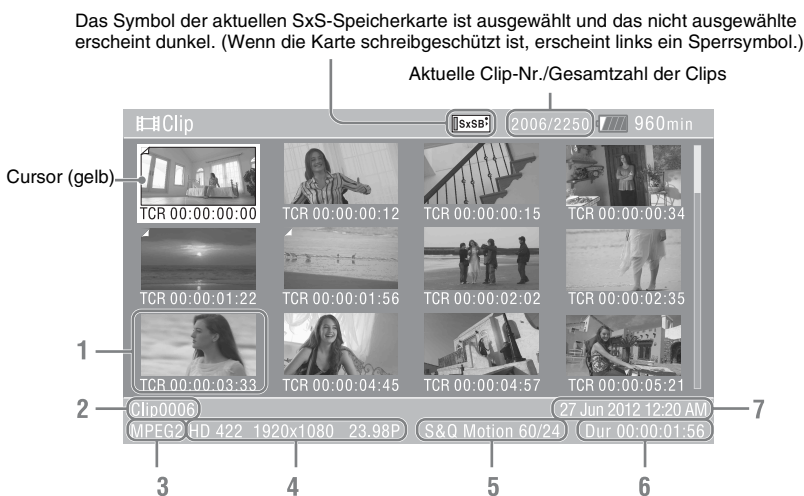 Das Symbol der aktuellen SxS-Speicherkarte ist ausgewählt und das nicht ausgewählte
erscheint dunkel. (Wenn die Karte schreibgeschützt ist, erscheint links ein Sperrsymbol.)
Aktuelle Clip-Nr./Gesamtzahl der Clips
Clip SxSB 2006/2250 960min
Cursor (gelb)
TCR 00:00:00:00 TCR 00:00:00:12 TCR 00:00:00:15 TCR 00:00:00:34
TCR 00:00:01:22 TCR 00:00:01:56 TCR 00:00:02:02 TCR 00:00:02:35
1
TCR 00:00:03:33 TCR 00:00:04:45 TCR 00:00:04:57 TCR 00:00:05:21
2 Clip0006 27 Jun 2012 12:20 AM 7
MPEG2 HD 422 1920x1080 23.98P S&Q Motion 60/24 Dur 00:00:01:56
3 4 5 6